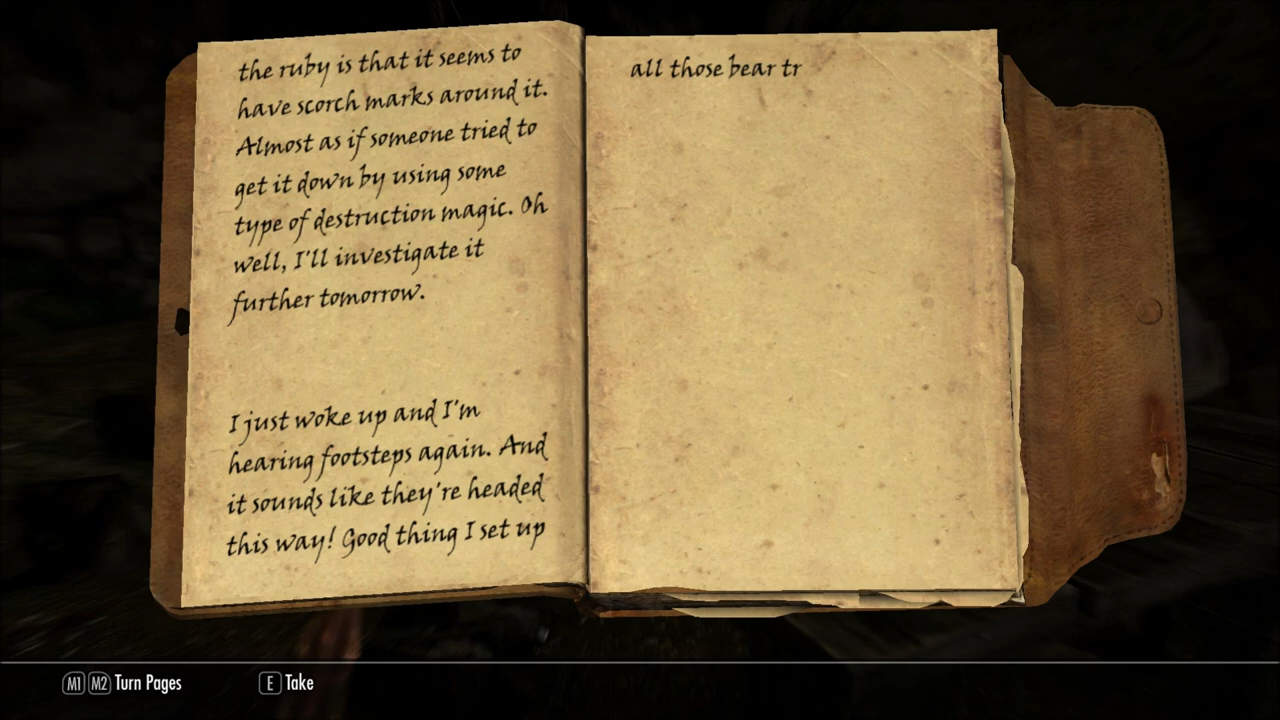 the ruby is that it seems to
have scorch marks around it.
Almost as if someone tried to
get it down by using some
type of destruction magic. Oh
well, I'll investigate it
further tomorrow.
I just woke up and I'm
hearing footsteps again. And
it sounds like they're headed
this way! Good thing I set up
all those bear tr
M1 M2 Turn Pages
E Take